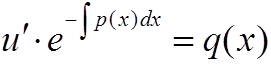 u′·e^{-∫p(x)dx} = q(x)